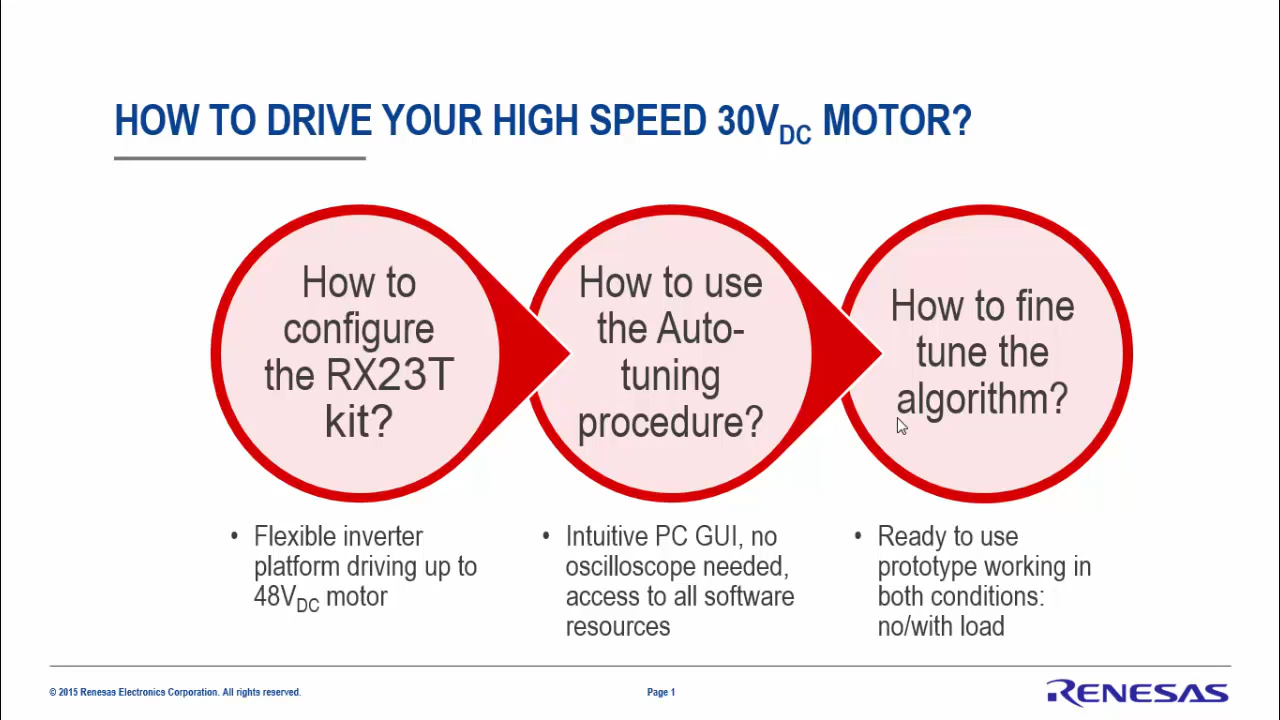 HOW TO DRIVE YOUR HIGH SPEED 30VDC MOTOR?
How to
configure
the RX23T
kit?
How to use
the Auto-
tuning
procedure?
How to fine
tune the
algorithm?
• Flexible inverter
platform driving up to
48VDC motor
• Intuitive PC GUI, no
oscilloscope needed,
access to all software
resources
• Ready to use
prototype working in
both conditions:
no/with load
© 2015 Renesas Electronics Corporation. All rights reserved.
Page 1
RENESAS